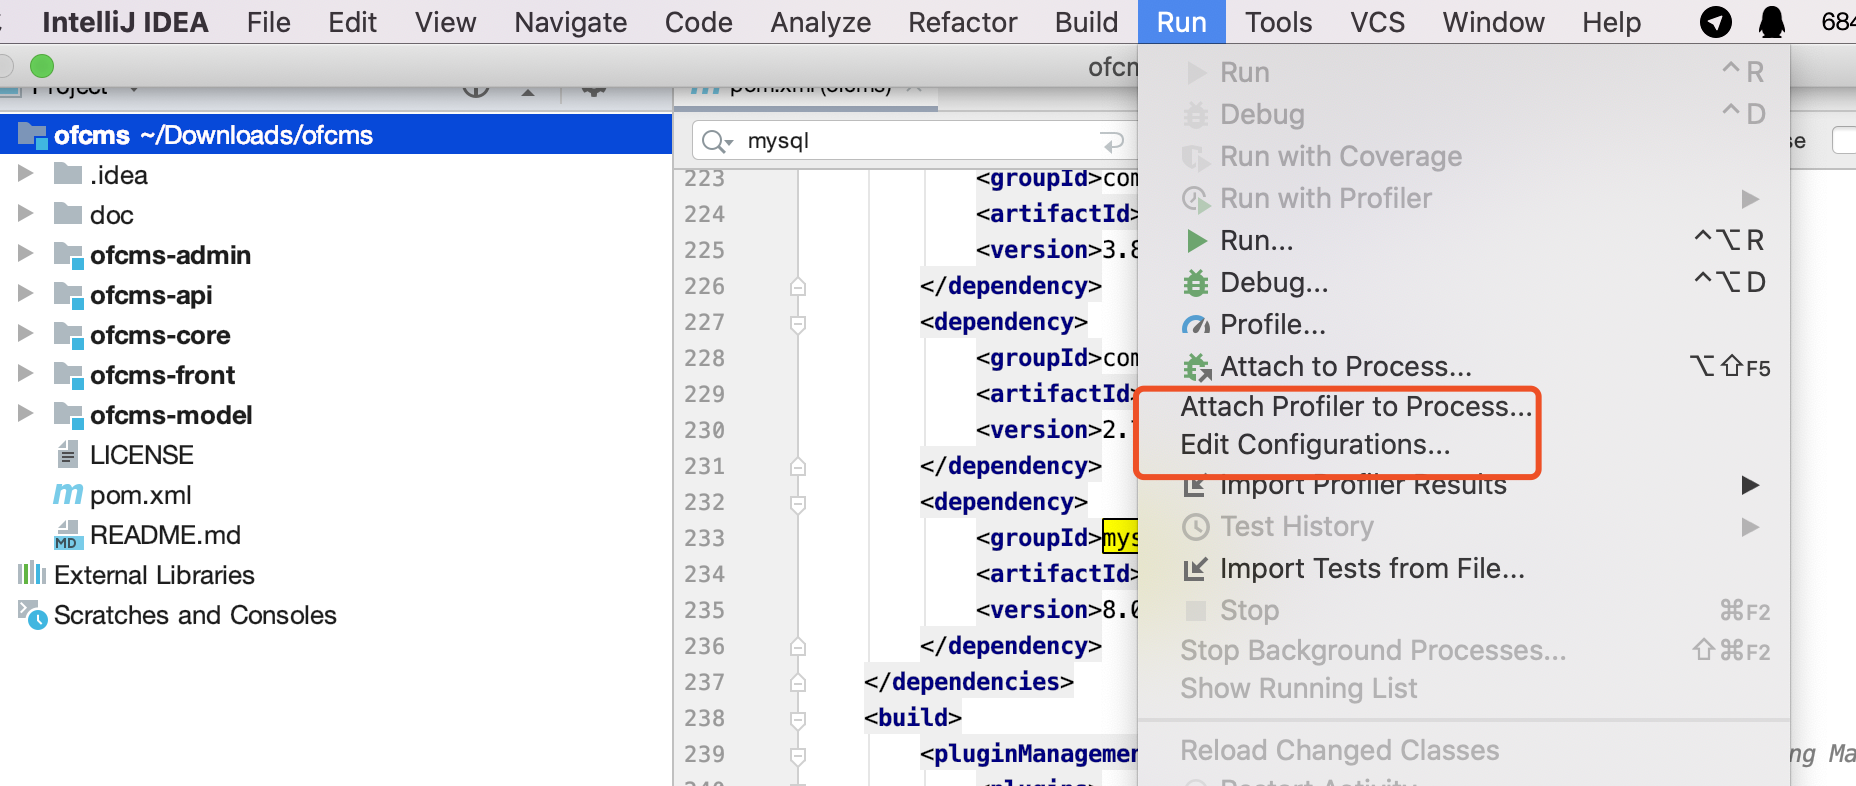 IntelliJ IDEA File Edit View Navigate Code Analyze Refactor Build Run Tools VCS Window Help 684
ofcm
Project
pom.xml (ofcms)
ofcms ~/Downloads/ofcms
.idea
doc
ofcms-admin
ofcms-api
ofcms-core
ofcms-front
ofcms-model
LICENSE
pom.xml
README.md
External Libraries
Scratches and Consoles
mysql
se
223 <groupId>com
224 <artifactId>
225 <version>3.8
226 </dependency>
227 <dependency>
228 <groupId>com
229 <artifactId>
230 <version>2.
231 </dependency>
232 <dependency>
233 <groupId>mys
234 <artifactId>
235 <version>8.0
236 </dependency>
237 </dependencies>
238 <build>
239 <pluginManagemen
240 <plugins>
ng Ma
Run ^R
Debug ^D
Run with Coverage
Run with Profiler
Run... ^⌥R
Debug... ^⌥D
Profile...
Attach to Process... ⌥⇧F5
Attach Profiler to Process...
Edit Configurations...
Import Profiler Results
Test History
Import Tests from File...
Stop ⌘F2
Stop Background Processes... ⇧⌘F2
Show Running List
Reload Changed Classes
Restart Activity